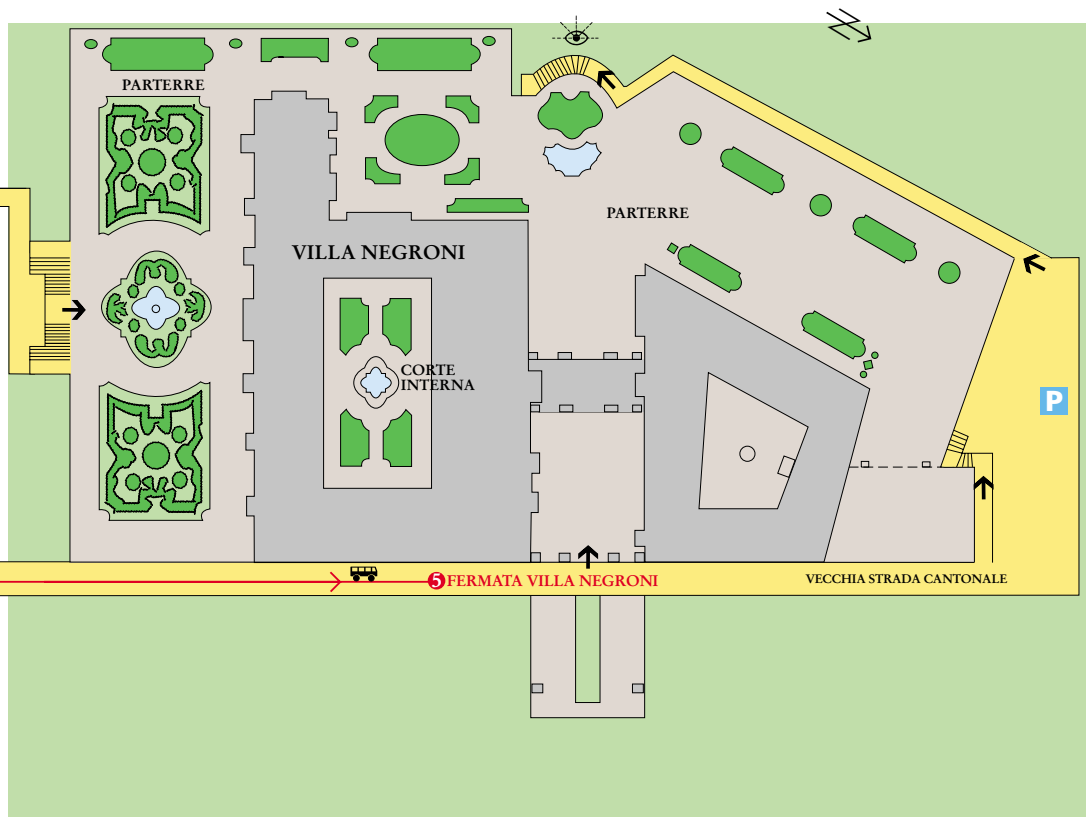 PARTERRE
PARTERRE
VILLA NEGRONI
CORTE
INTERNA
P
5 FERMATA VILLA NEGRONI
VECCHIA STRADA CANTONALE